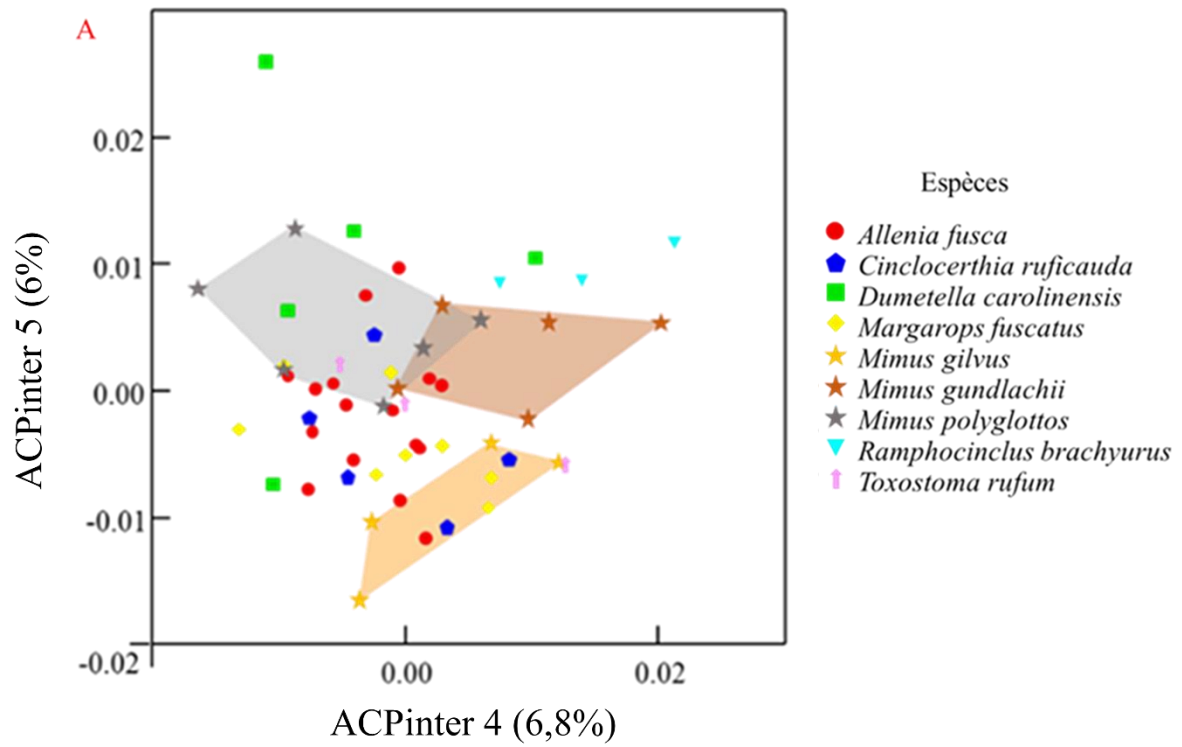 A
0.02
0.01
0.00
-0.01
-0.02
0.00
0.02
ACPinter 5 (6%)
ACPinter 4 (6,8%)
Espèces
Allenia fusca
Cinclocerthia ruficauda
Dumetella carolinensis
Margarops fuscatus
Mimus gilvus
Mimus gundlachii
Mimus polyglottos
Ramphocinclus brachyurus
Toxostoma rufum